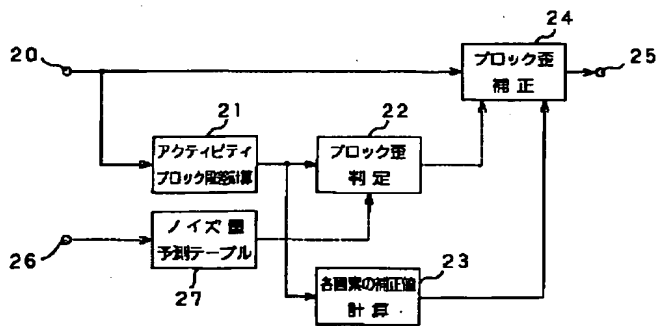 24
20
ブロック歪
補正
25
21
アクティビティ
ブロック段差計算
22
ブロック歪
判定
26
ノイズ量
予測テーブル
27
各画素の補正値
計算
23